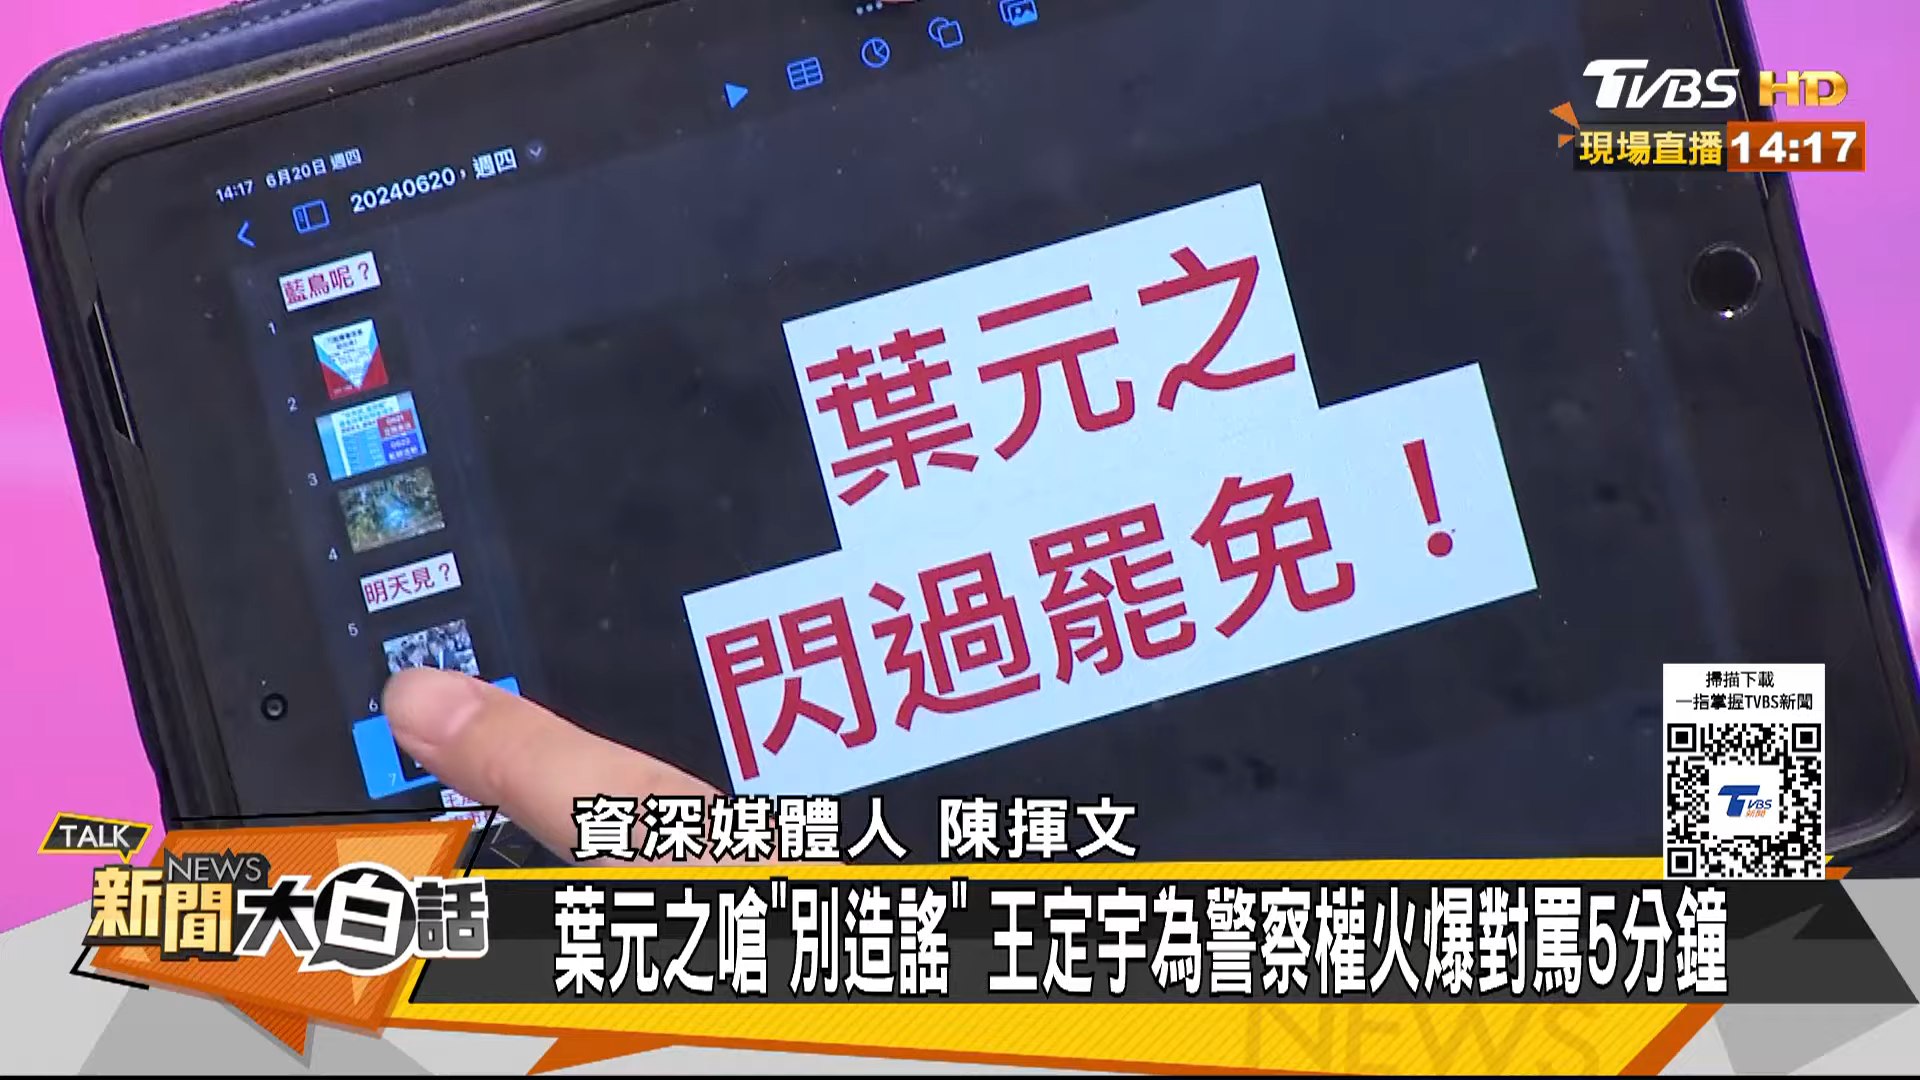 TVBS HD
現場直播 14:17
14:17 6月20日 週四
20240620，週四
藍鳥呢？
1
2
3
4
明天見？
5
6
7
葉元之
閃過罷免！
掃描下載
一指掌握TVBS新聞
TVBS
新聞
TALK
NEWS
新聞大白話
資深媒體人 陳揮文
葉元之嗆"別造謠" 王定宇為警察權火爆對罵5分鐘
NEWS